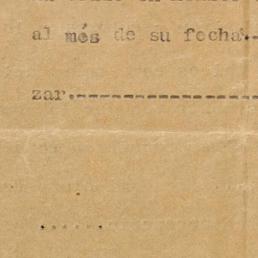 al més de su fecha.--
zar.--------------------
......